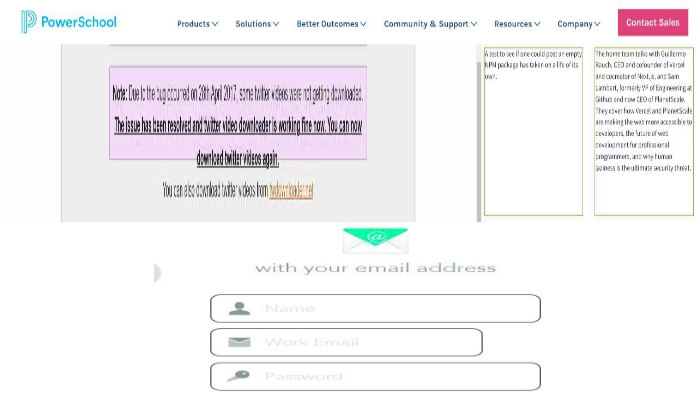 PowerSchool
Products Solutions Better Outcomes Community & Support Resources Company Contact Sales
Note: Due to the bug occurred on 28th April 2017, some twitter videos were not getting downloaded.
The issue has been resolved and twitter video downloader is working fine now. You can now
download twitter videos again.
You can also download twitter videos from twdownloader.net
A test to see if one could post an empty
NPM package has taken on a life of its
own.
The home team talks with Guillermo
Rauch, CEO and cofounder of Vercel
and cocreator of Next.js, and Sam
Lambert, formerly VP of Engineering at
Github and now CEO of PlanetScale.
They cover how Vercel and PlanetScale
are making the web more accessible to
developers, the future of web
development for professional
programmers, and why human
laziness is the ultimate security threat.
@
with your email address
Name
Work Email
Password